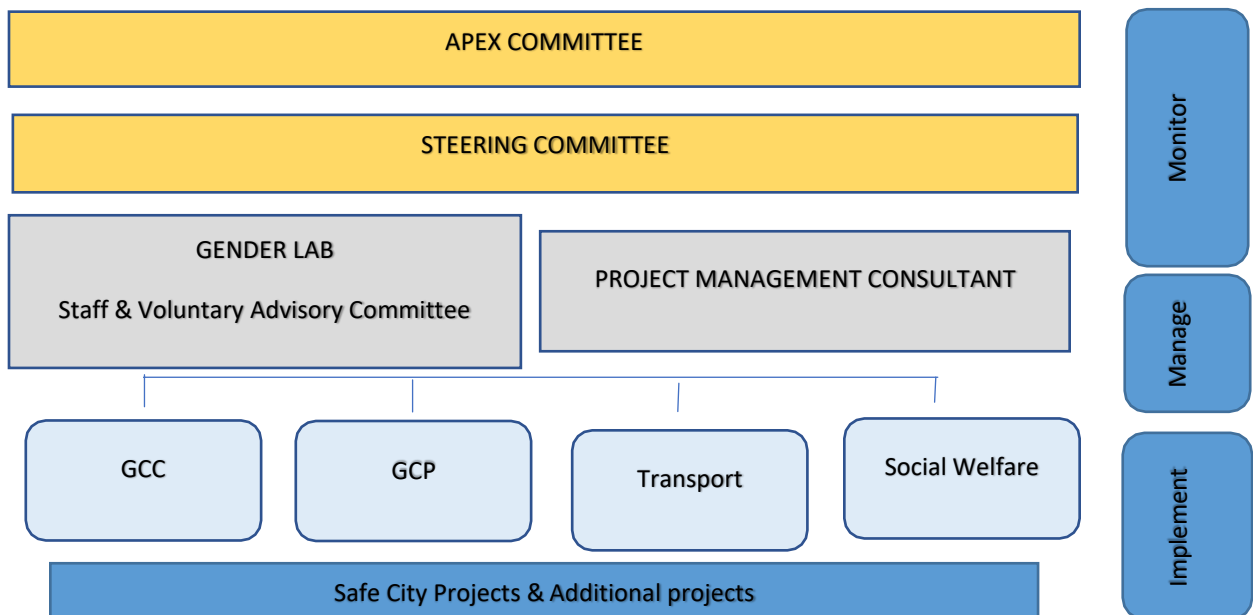 APEX COMMITTEE
STEERING COMMITTEE
Monitor
GENDER LAB
Staff & Voluntary Advisory Committee
PROJECT MANAGEMENT CONSULTANT
Manage
GCC
GCP
Transport
Social Welfare
Implement
Safe City Projects & Additional projects